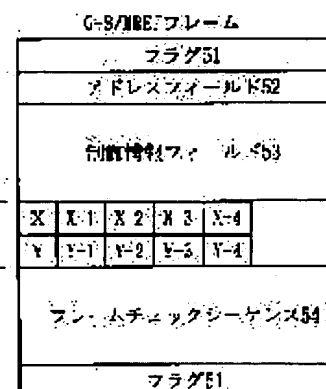 フレーム
フラグ51
アドレスフィールド52
制御情報フィールド53
X X-1 X-2 X-3 X-4
Y Y-1 Y-2 Y-3 Y-4
フレームチェックシーケンス54
フラグ51